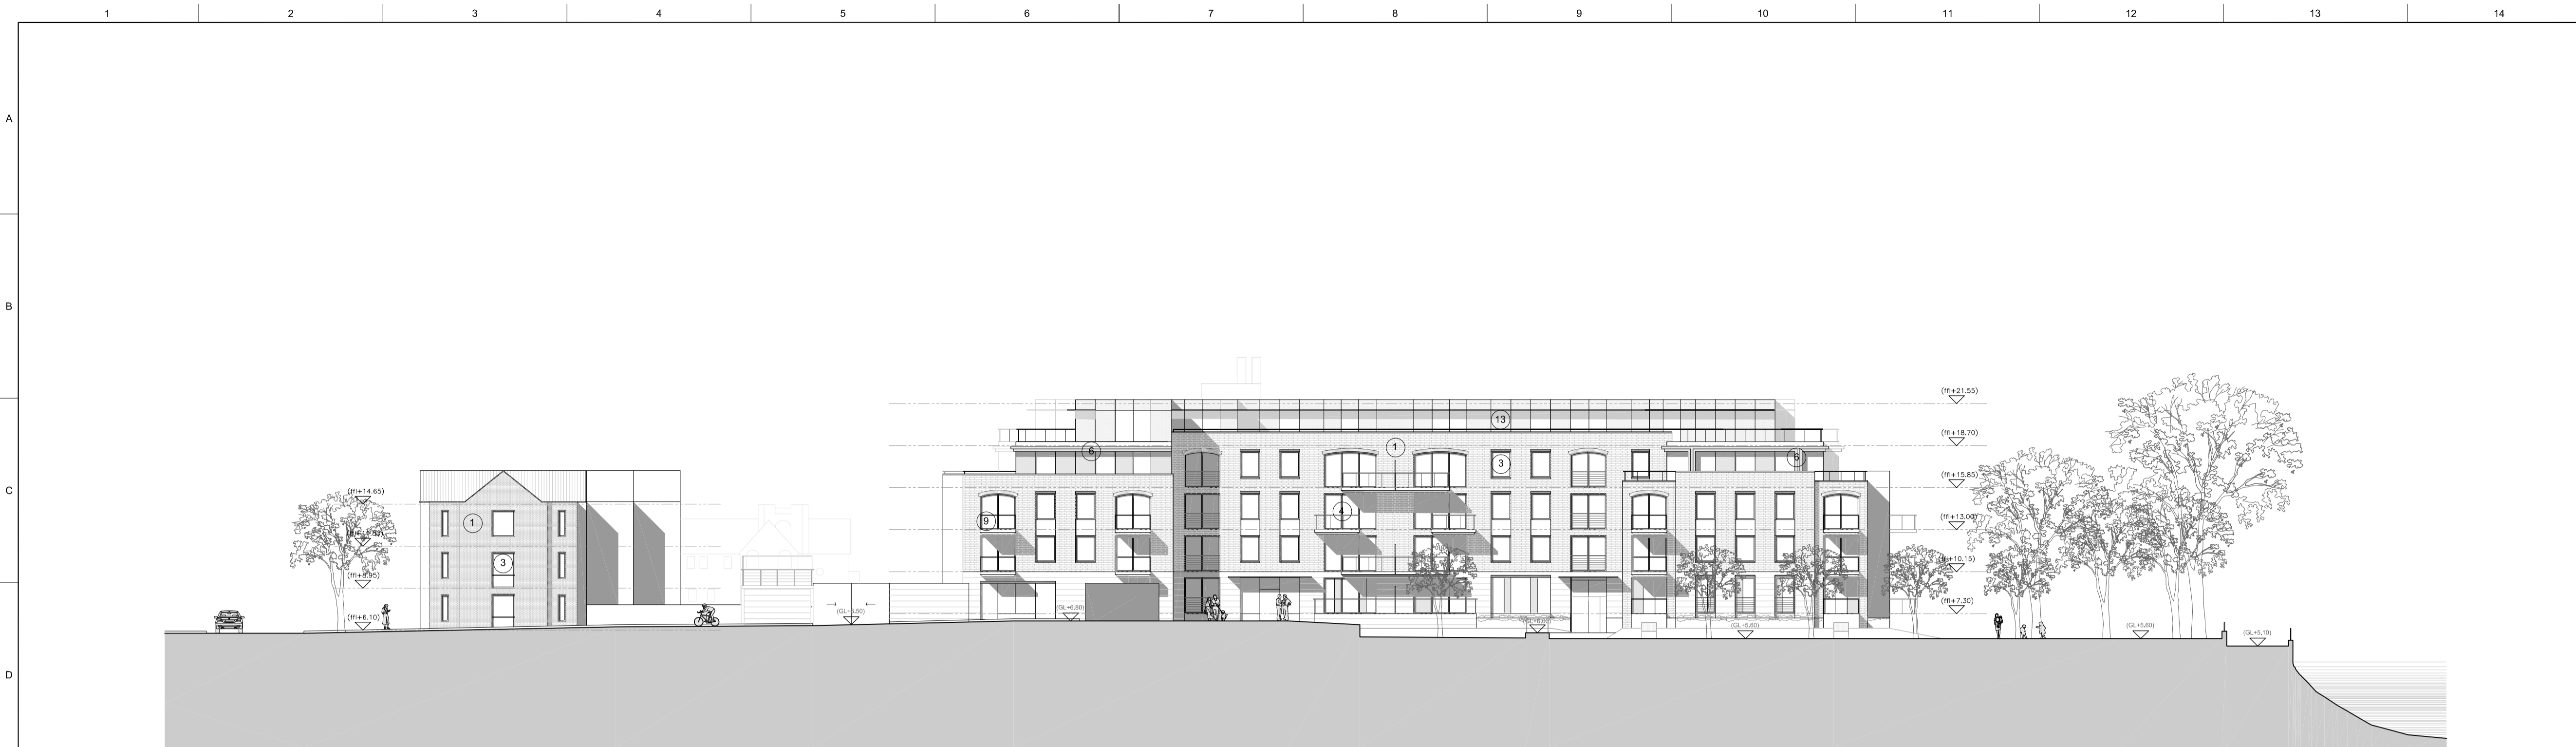 1 2 3 4 5 6 7 8 9 10 11 12 13 14
A
B
C
D
(ffl+21.55)
13
(ffl+18.70)
1
6
6
3
(ffl+15.85)
(ffl+14.65)
4
(ffl+13.00)
9
1
3
(ffl+10.15)
(ffl+8.95)
(ffl+7.30)
(GL+6,80)
(ffl+6.10)
(GL+5,60)
(GL+5,60)
(GL+5,10)